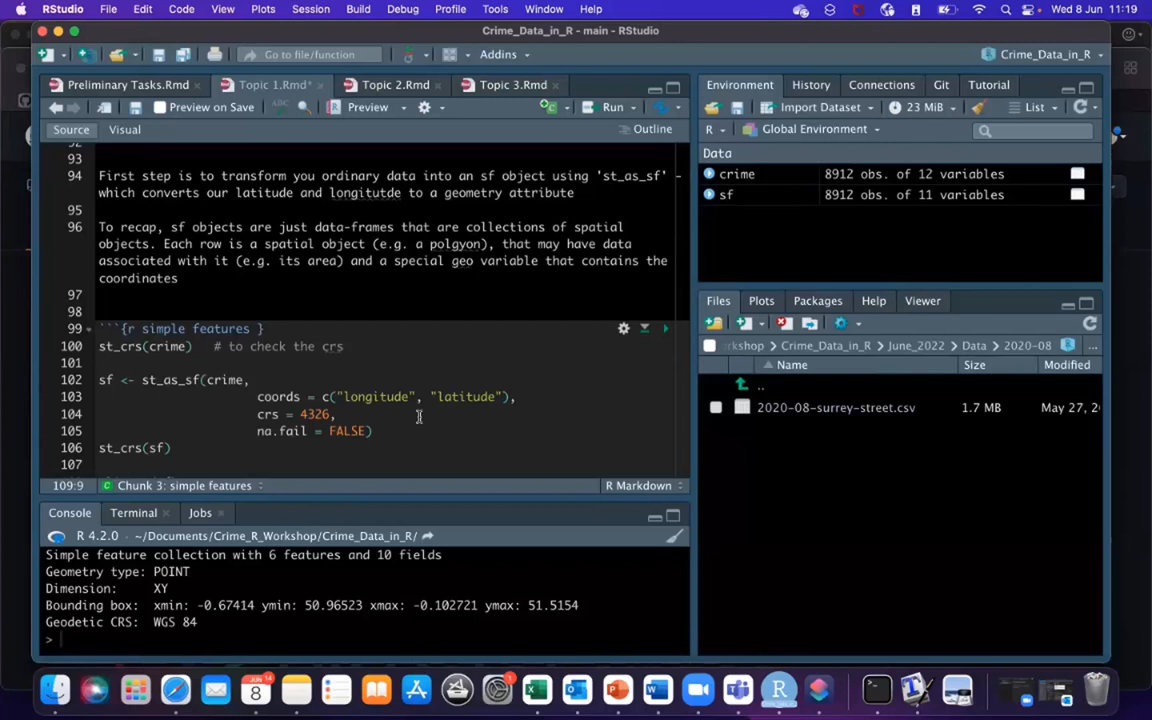 RStudio File Edit Code View Plots Session Build Debug Profile Tools Window Help Wed 8 Jun 11:19
Crime_Data_in_R - main - RStudio
Go to file/function Addins Crime_Data_in_R
Preliminary Tasks.Rmd Topic 1.Rmd* Topic 2.Rmd Topic 3.Rmd
Preview on Save ABC Preview Run
Source Visual Outline
92
93
94 First step is to transform you ordinary data into an sf object using 'st_as_sf' -
which converts our latitude and longitutde to a geometry attribute
95
96 To recap, sf objects are just data-frames that are collections of spatial
objects. Each row is a spatial object (e.g. a polgyon), that may have data
associated with it (e.g. its area) and a special geo variable that contains the
coordinates
97
98
99 ```{r simple features }
100 st_crs(crime) # to check the crs
101
102 sf <- st_as_sf(crime,
103 coords = c("longitude", "latitude"),
104 crs = 4326,
105 na.fail = FALSE)
106 st_crs(sf)
107
109:9 Chunk 3: simple features R Markdown
Console Terminal Jobs
R 4.2.0 · ~/Documents/Crime_R_Workshop/Crime_Data_in_R/
Simple feature collection with 6 features and 10 fields
Geometry type: POINT
Dimension: XY
Bounding box: xmin: -0.67414 ymin: 50.96523 xmax: -0.102721 ymax: 51.5154
Geodetic CRS: WGS 84
>
Environment History Connections Git Tutorial
Import Dataset 23 MiB List
R Global Environment
Data
crime 8912 obs. of 12 variables
sf 8912 obs. of 11 variables
Files Plots Packages Help Viewer
rkshop > Crime_Data_in_R > June_2022 > Data > 2020-08 ...
Name Size Modified
..
2020-08-surrey-street.csv 1.7 MB May 27, 20
JUN 14
8
1
R